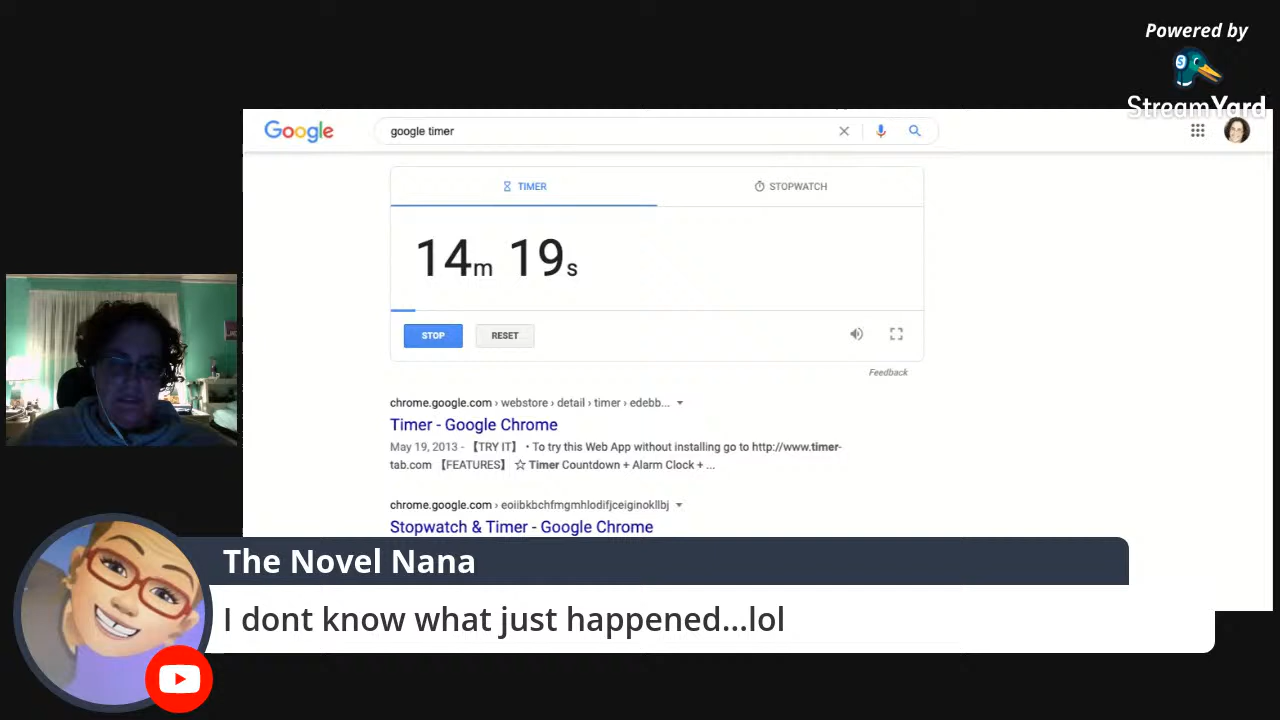 Powered by
StreamYard
Google
google timer
TIMER
STOPWATCH
14m 19s
STOP
RESET
Feedback
chrome.google.com › webstore › detail › timer › edebb...
Timer - Google Chrome
May 19, 2013 - 【TRY IT】 • To try this Web App without installing go to http://www.timer-
tab.com 【FEATURES】 ☆ Timer Countdown + Alarm Clock + ...
chrome.google.com › eoiibkbchfmgmhlodifjceiginokllbj
Stopwatch & Timer - Google Chrome
The Novel Nana
I dont know what just happened...lol